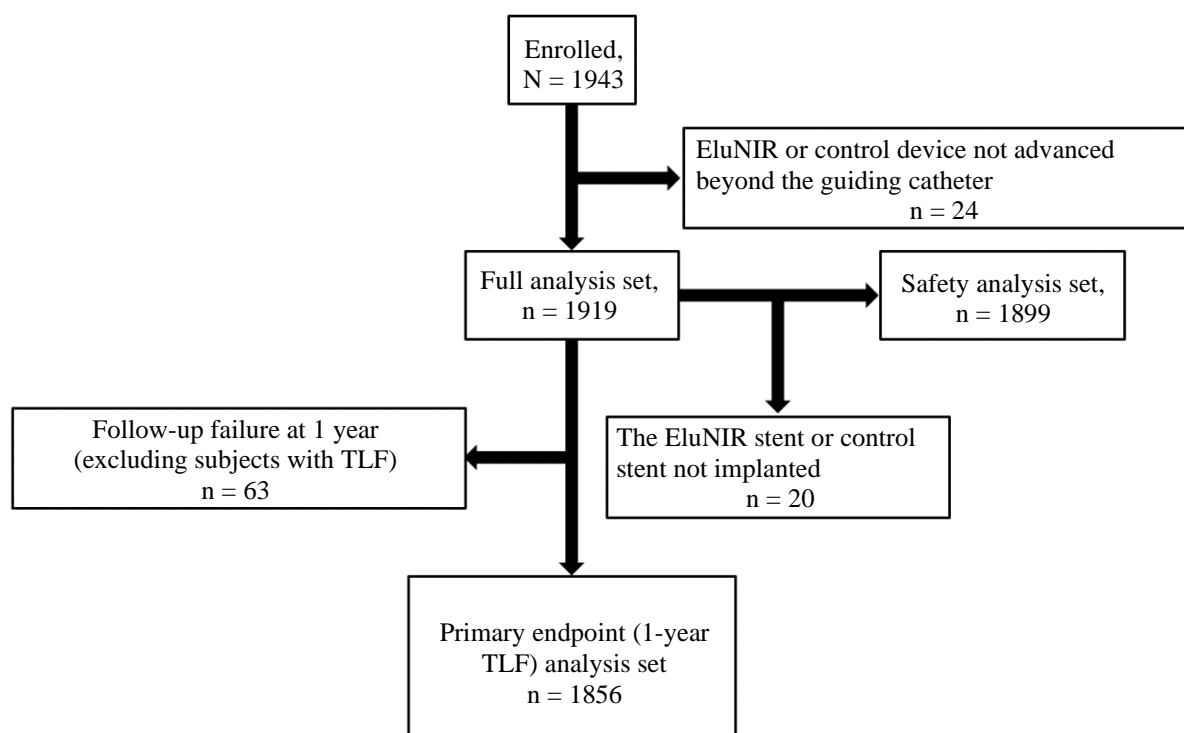 Enrolled,
N = 1943
EluNIR or control device not advanced
beyond the guiding catheter
n = 24
Full analysis set,
n = 1919
Safety analysis set,
n = 1899
Follow-up failure at 1 year
(excluding subjects with TLF)
n = 63
The EluNIR stent or control
stent not implanted
n = 20
Primary endpoint (1-year
TLF) analysis set
n = 1856